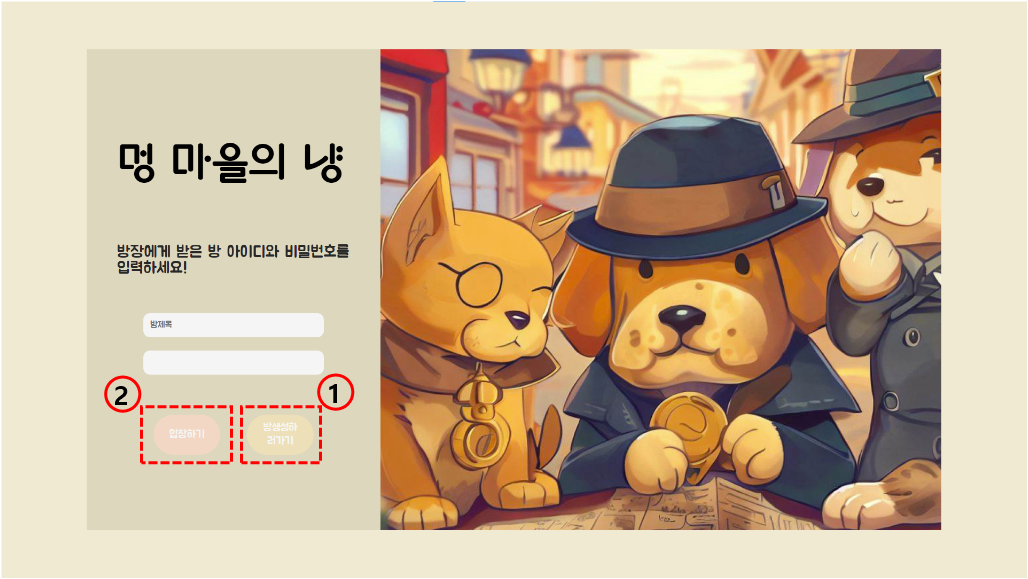 멍 마을의 냥
방장에게 받은 방 아이디와 비밀번호를
입력하세요!
방제목
2
1
입장하기
방생성하
러가기